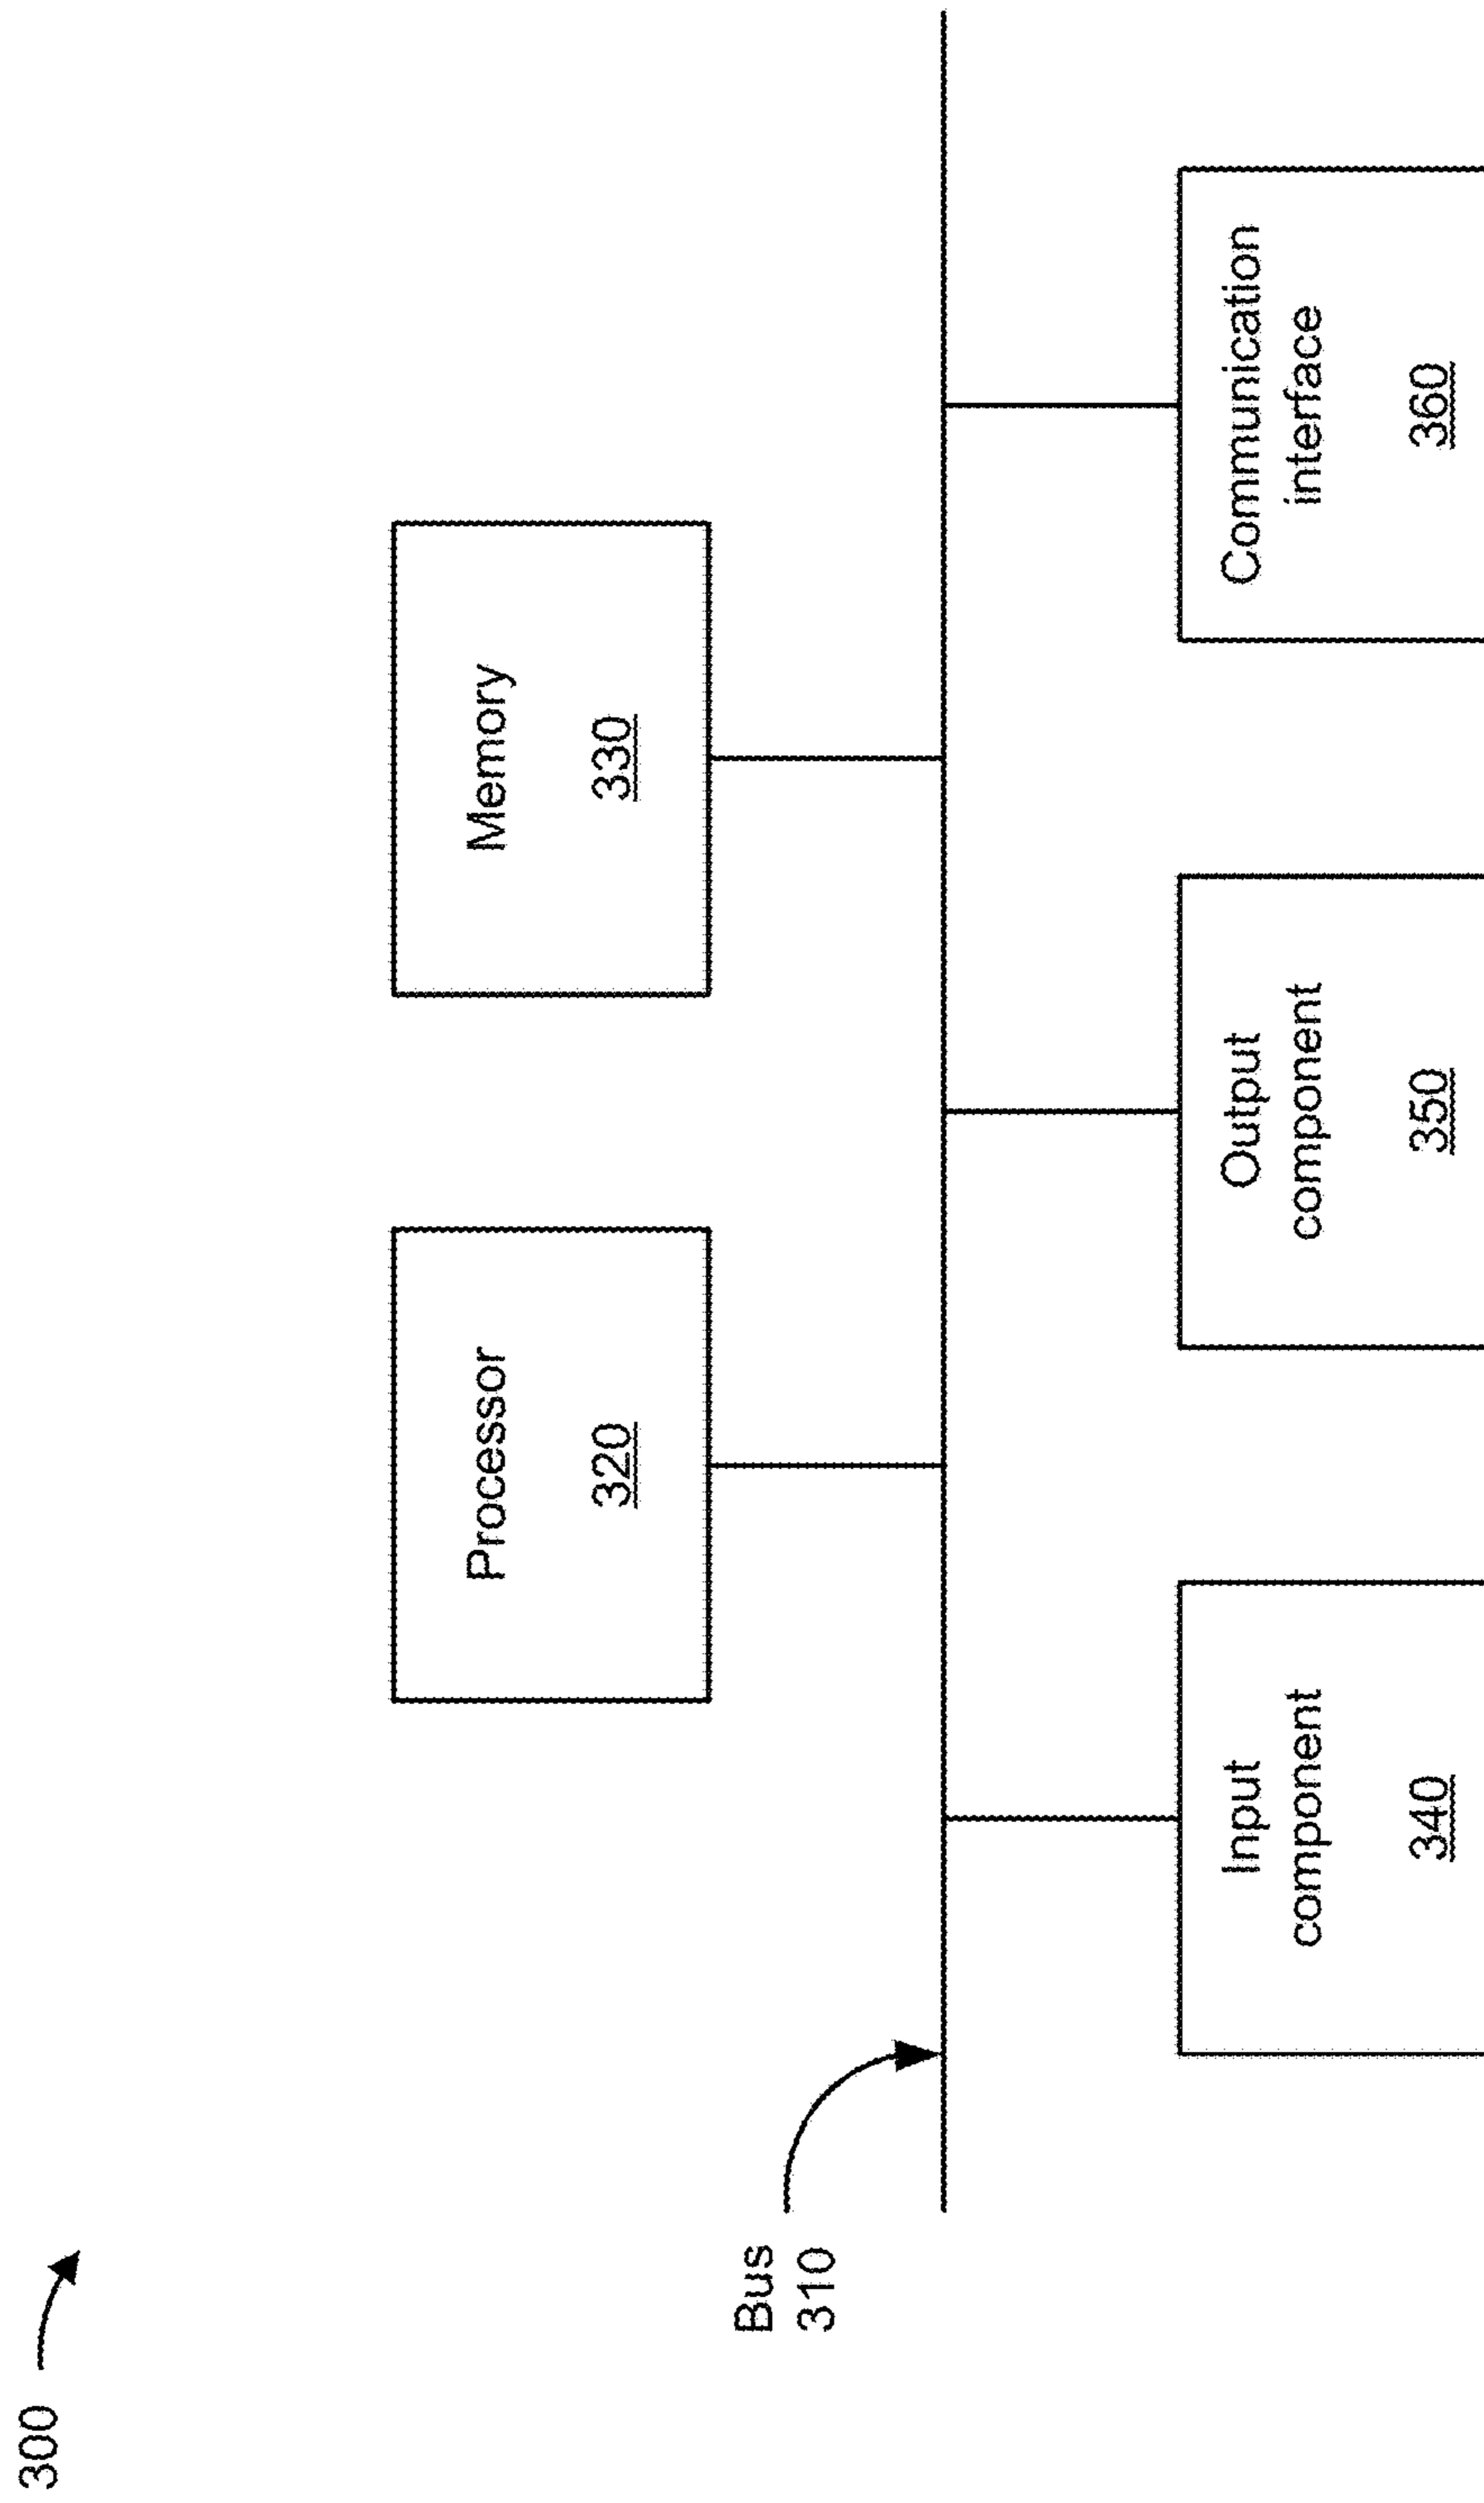 300
Processor
320
Memory
330
Bus
310
Input
component
340
Output
component
350
Communication
interface
360